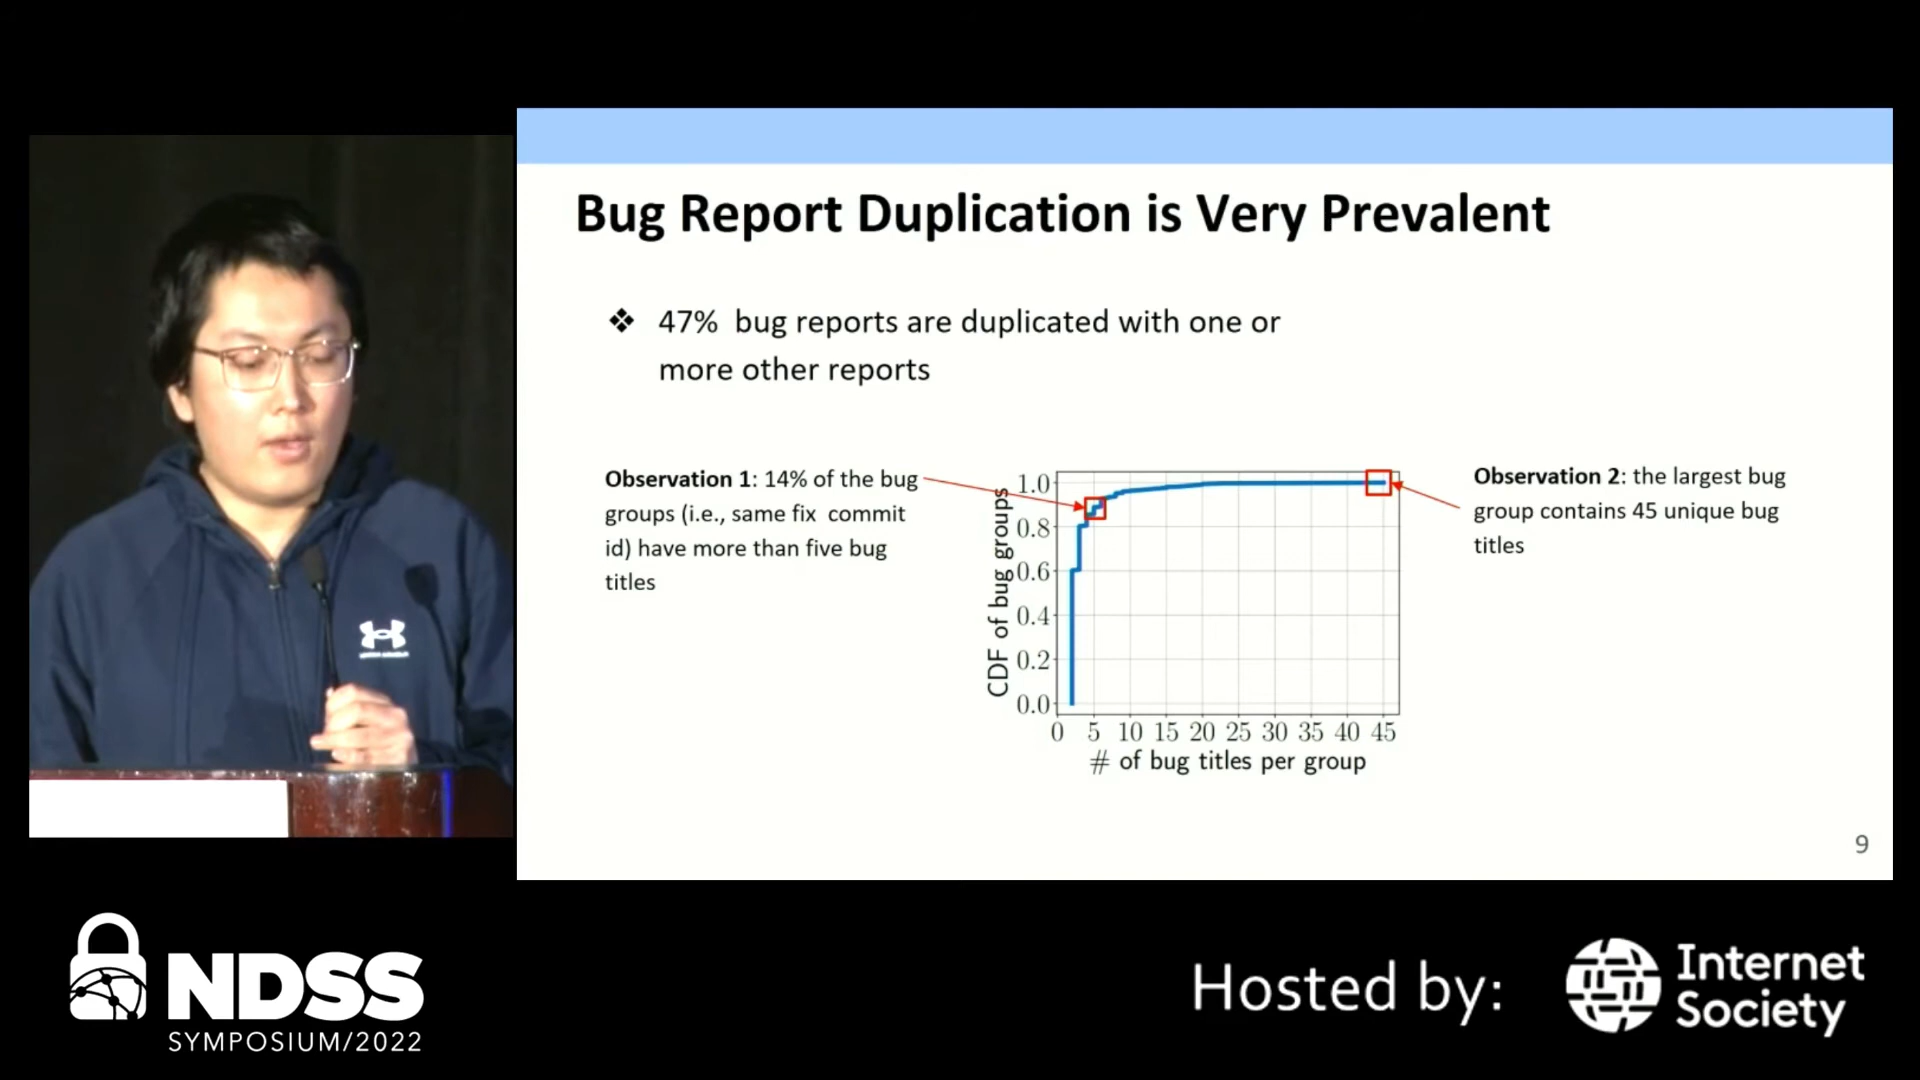 Bug Report Duplication is Very Prevalent
❖ 47% bug reports are duplicated with one or
more other reports
Observation 1: 14% of the bug
groups (i.e., same fix commit
id) have more than five bug
titles
CDF of bug groups
1.0
0.8
0.6
0.4
0.2
0.0
0 5 10 15 20 25 30 35 40 45
# of bug titles per group
Observation 2: the largest bug
group contains 45 unique bug
titles
9
NDSS
SYMPOSIUM/2022
Hosted by:
Internet
Society